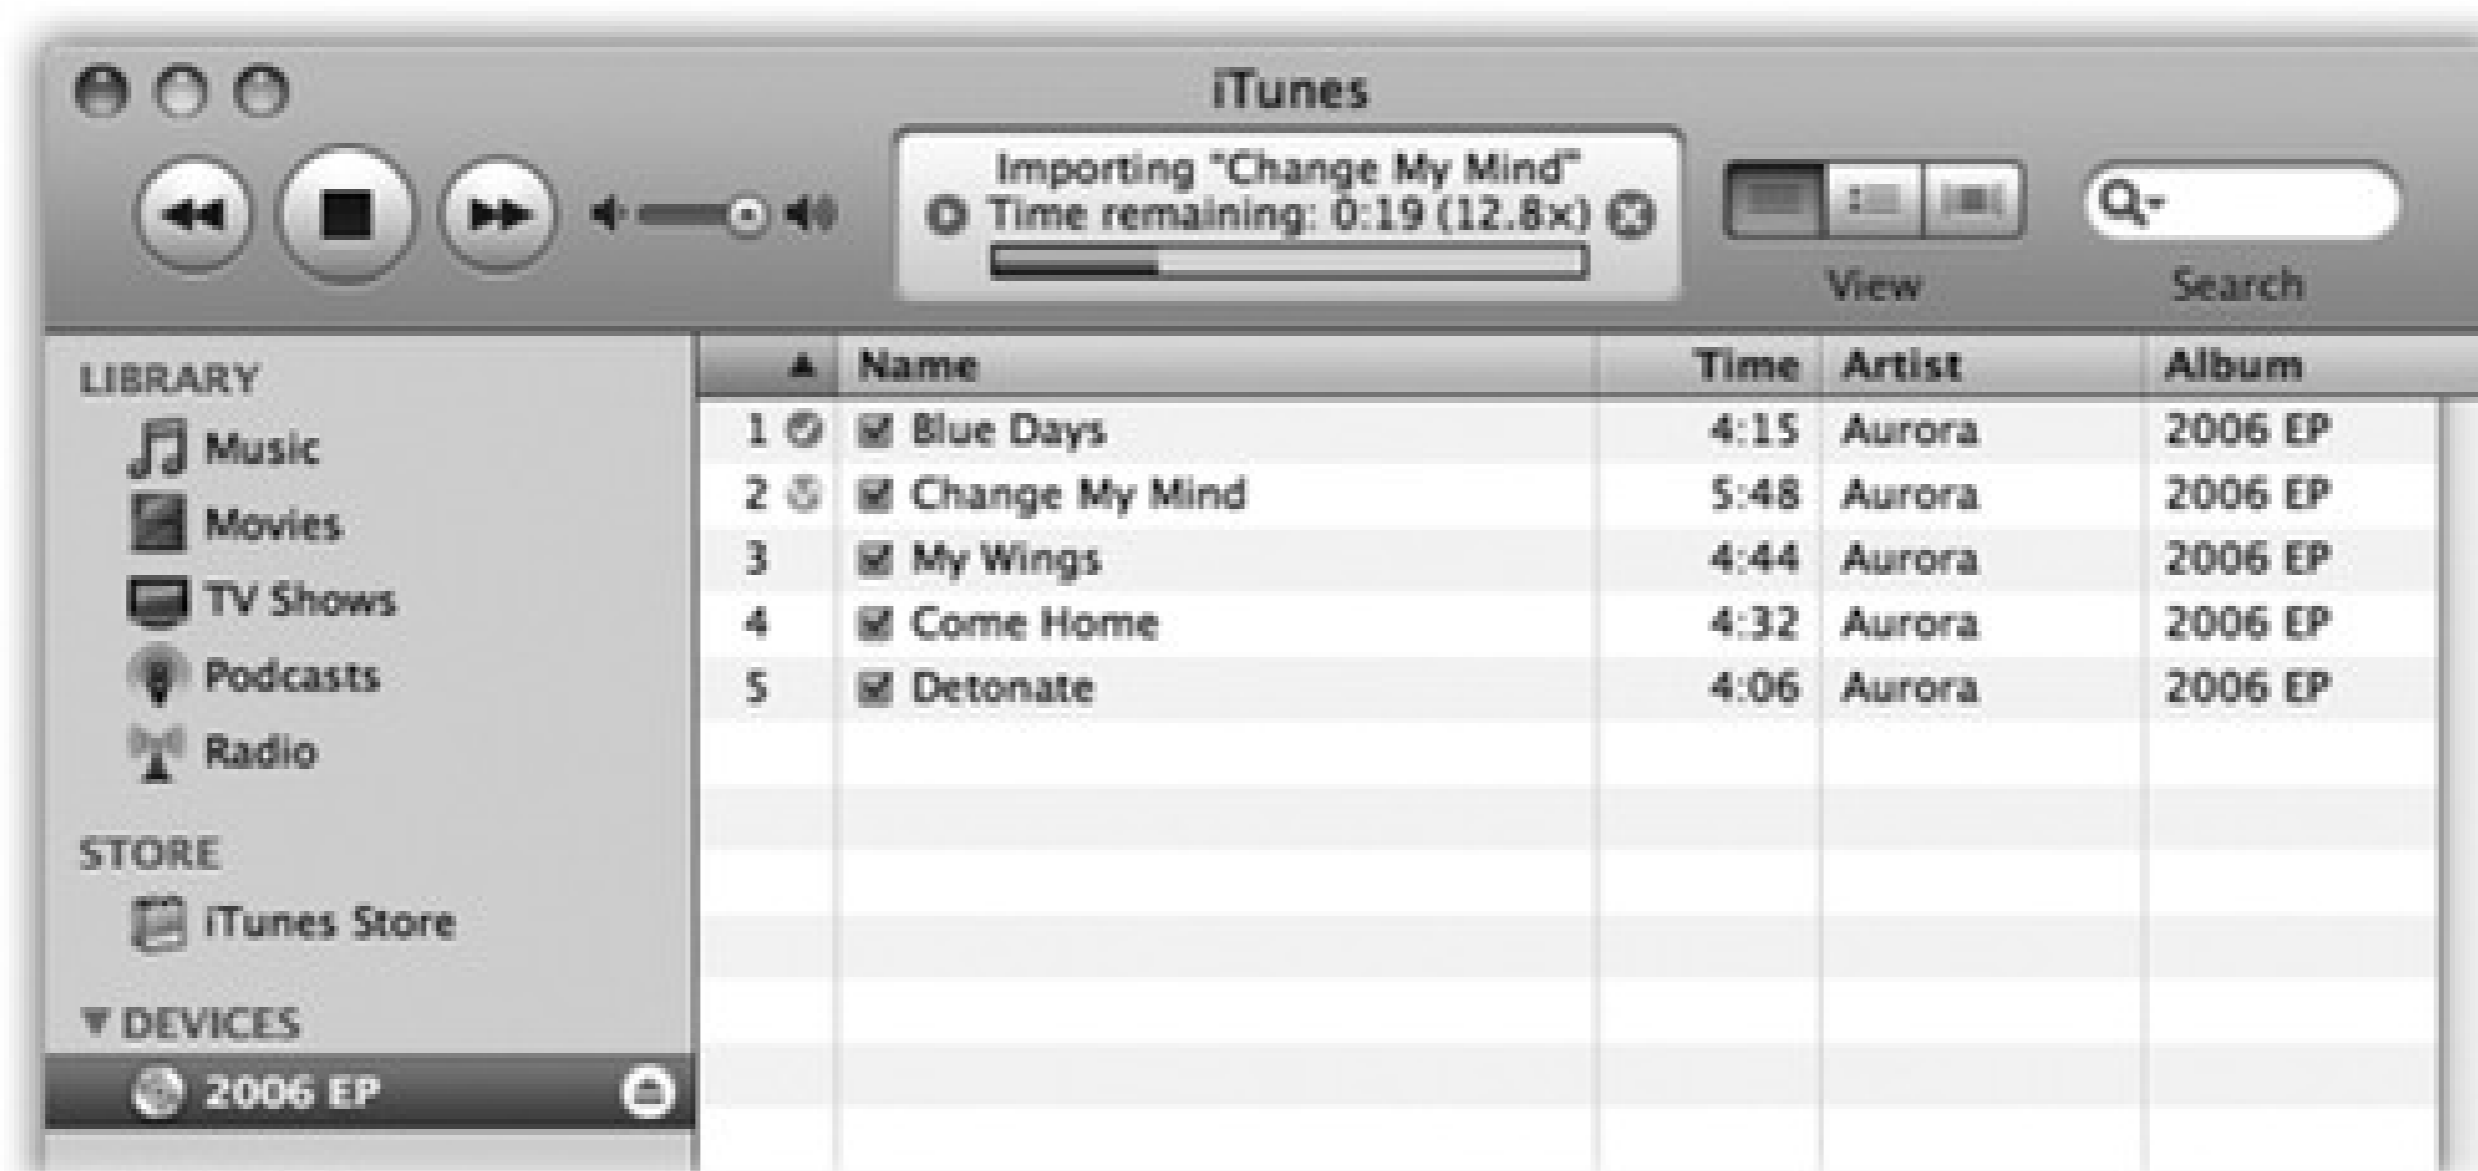 iTunes
Importing "Change My Mind"
Time remaining: 0:19 (12.8x)
View
Search
LIBRARY
Music
Movies
TV Shows
Podcasts
Radio
STORE
iTunes Store
DEVICES
2006 EP
Name Time Artist Album
1 Blue Days 4:15 Aurora 2006 EP
2 Change My Mind 5:48 Aurora 2006 EP
3 My Wings 4:44 Aurora 2006 EP
4 Come Home 4:32 Aurora 2006 EP
5 Detonate 4:06 Aurora 2006 EP